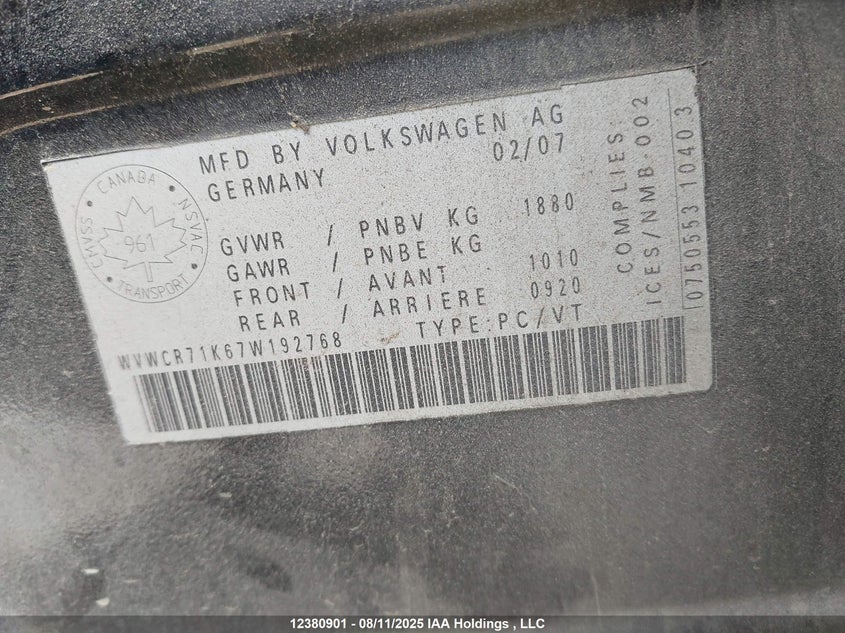 MFD BY VOLKSWAGEN AG
GERMANY 02/07
GVWR / PNBV KG 1880
GAWR / PNBE KG
FRONT / AVANT 1010
REAR / ARRIERE 0920
TYPE:PC/VT
WVWCR71K67W192768
CANADA
NSVAC
TRANSPORT
CMVSS
961
COMPLIES:
ICES/NMB-002
0750553 10403
12380901 - 08/11/2025 IAA Holdings , LLC